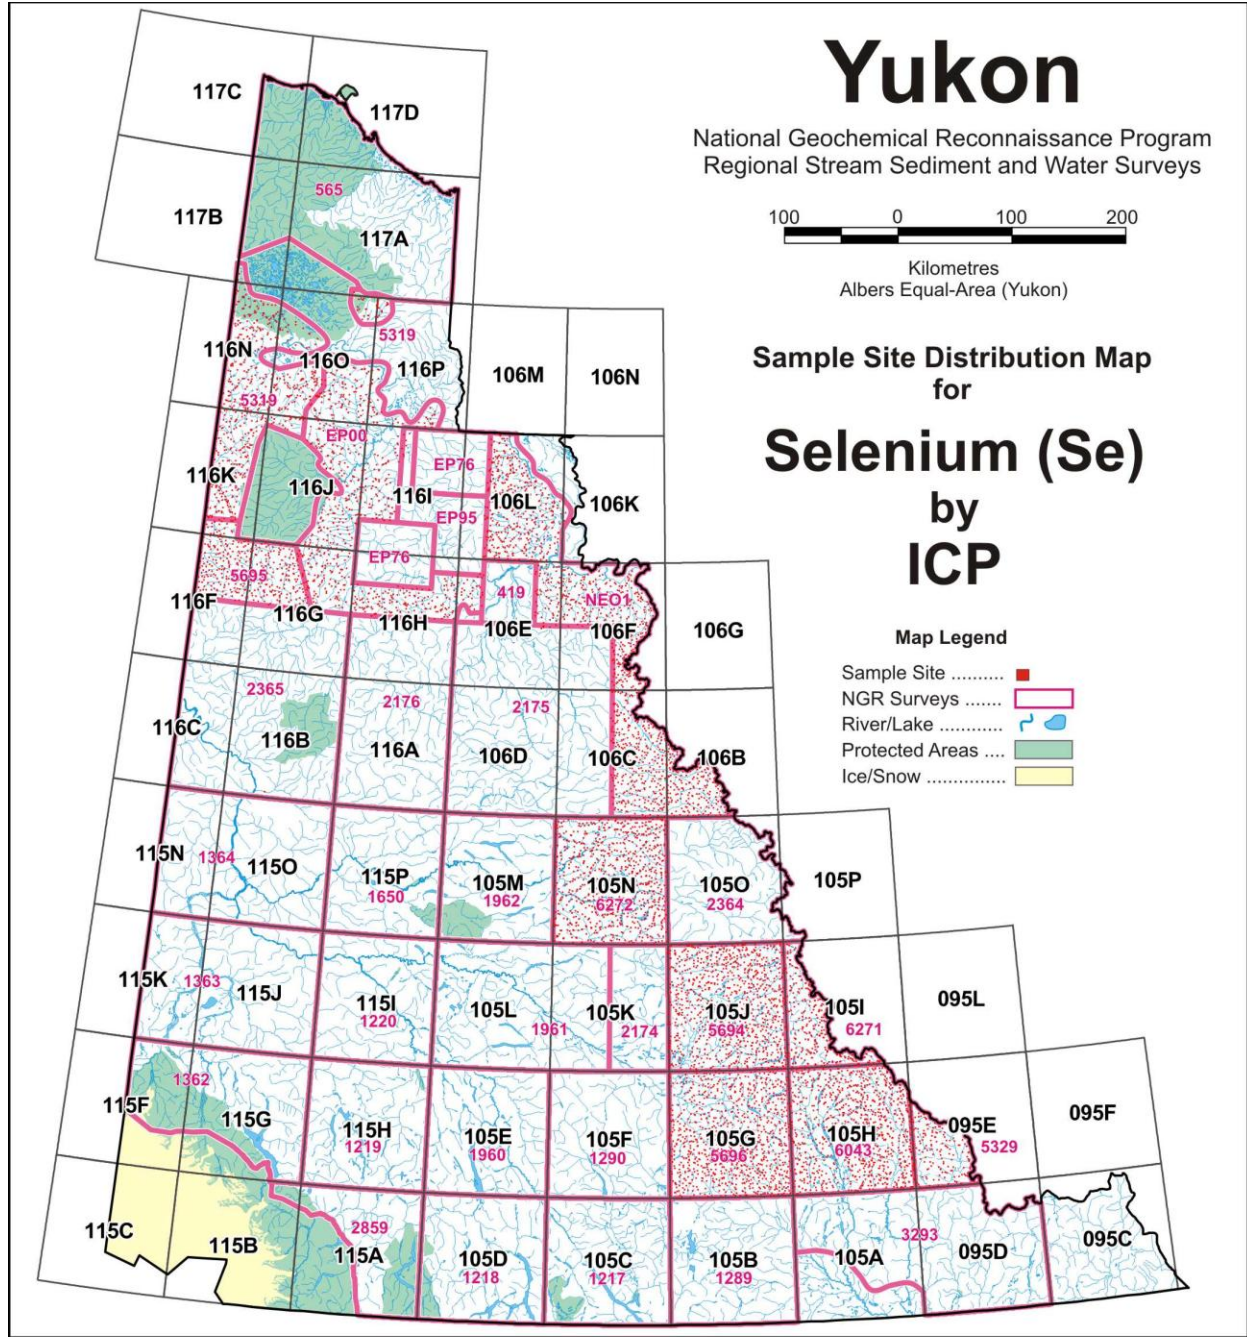 Yukon
National Geochemical Reconnaissance Program
Regional Stream Sediment and Water Surveys
100 0 100 200
Kilometres
Albers Equal-Area (Yukon)
Sample Site Distribution Map
for
Selenium (Se)
by
ICP
Map Legend
Sample Site ..........
NGR Surveys .......
River/Lake ............
Protected Areas ....
Ice/Snow ...............
117C
117D
565
117B
117A
5319
116N
116O
116P
106M
106N
5319
EP00
EP76
116K
116J
116I
106L
106K
EP95
EP76
5695
419
NEO1
116F
116G
116H
106E
106F
106G
2365
2176
2175
116C
116B
116A
106D
106C
106B
115N
1364
115O
115P
1650
105M
1962
105N
6272
105O
2364
105P
115K
1363
115J
115I
1220
105L
1961
105K
2174
105J
5694
105I
6271
095L
1362
115F
115G
115H
1219
105E
1960
105F
1290
105G
5696
105H
6043
095E
5329
095F
115C
115B
2859
115A
105D
1218
105C
1217
105B
1289
105A
3293
095D
095C